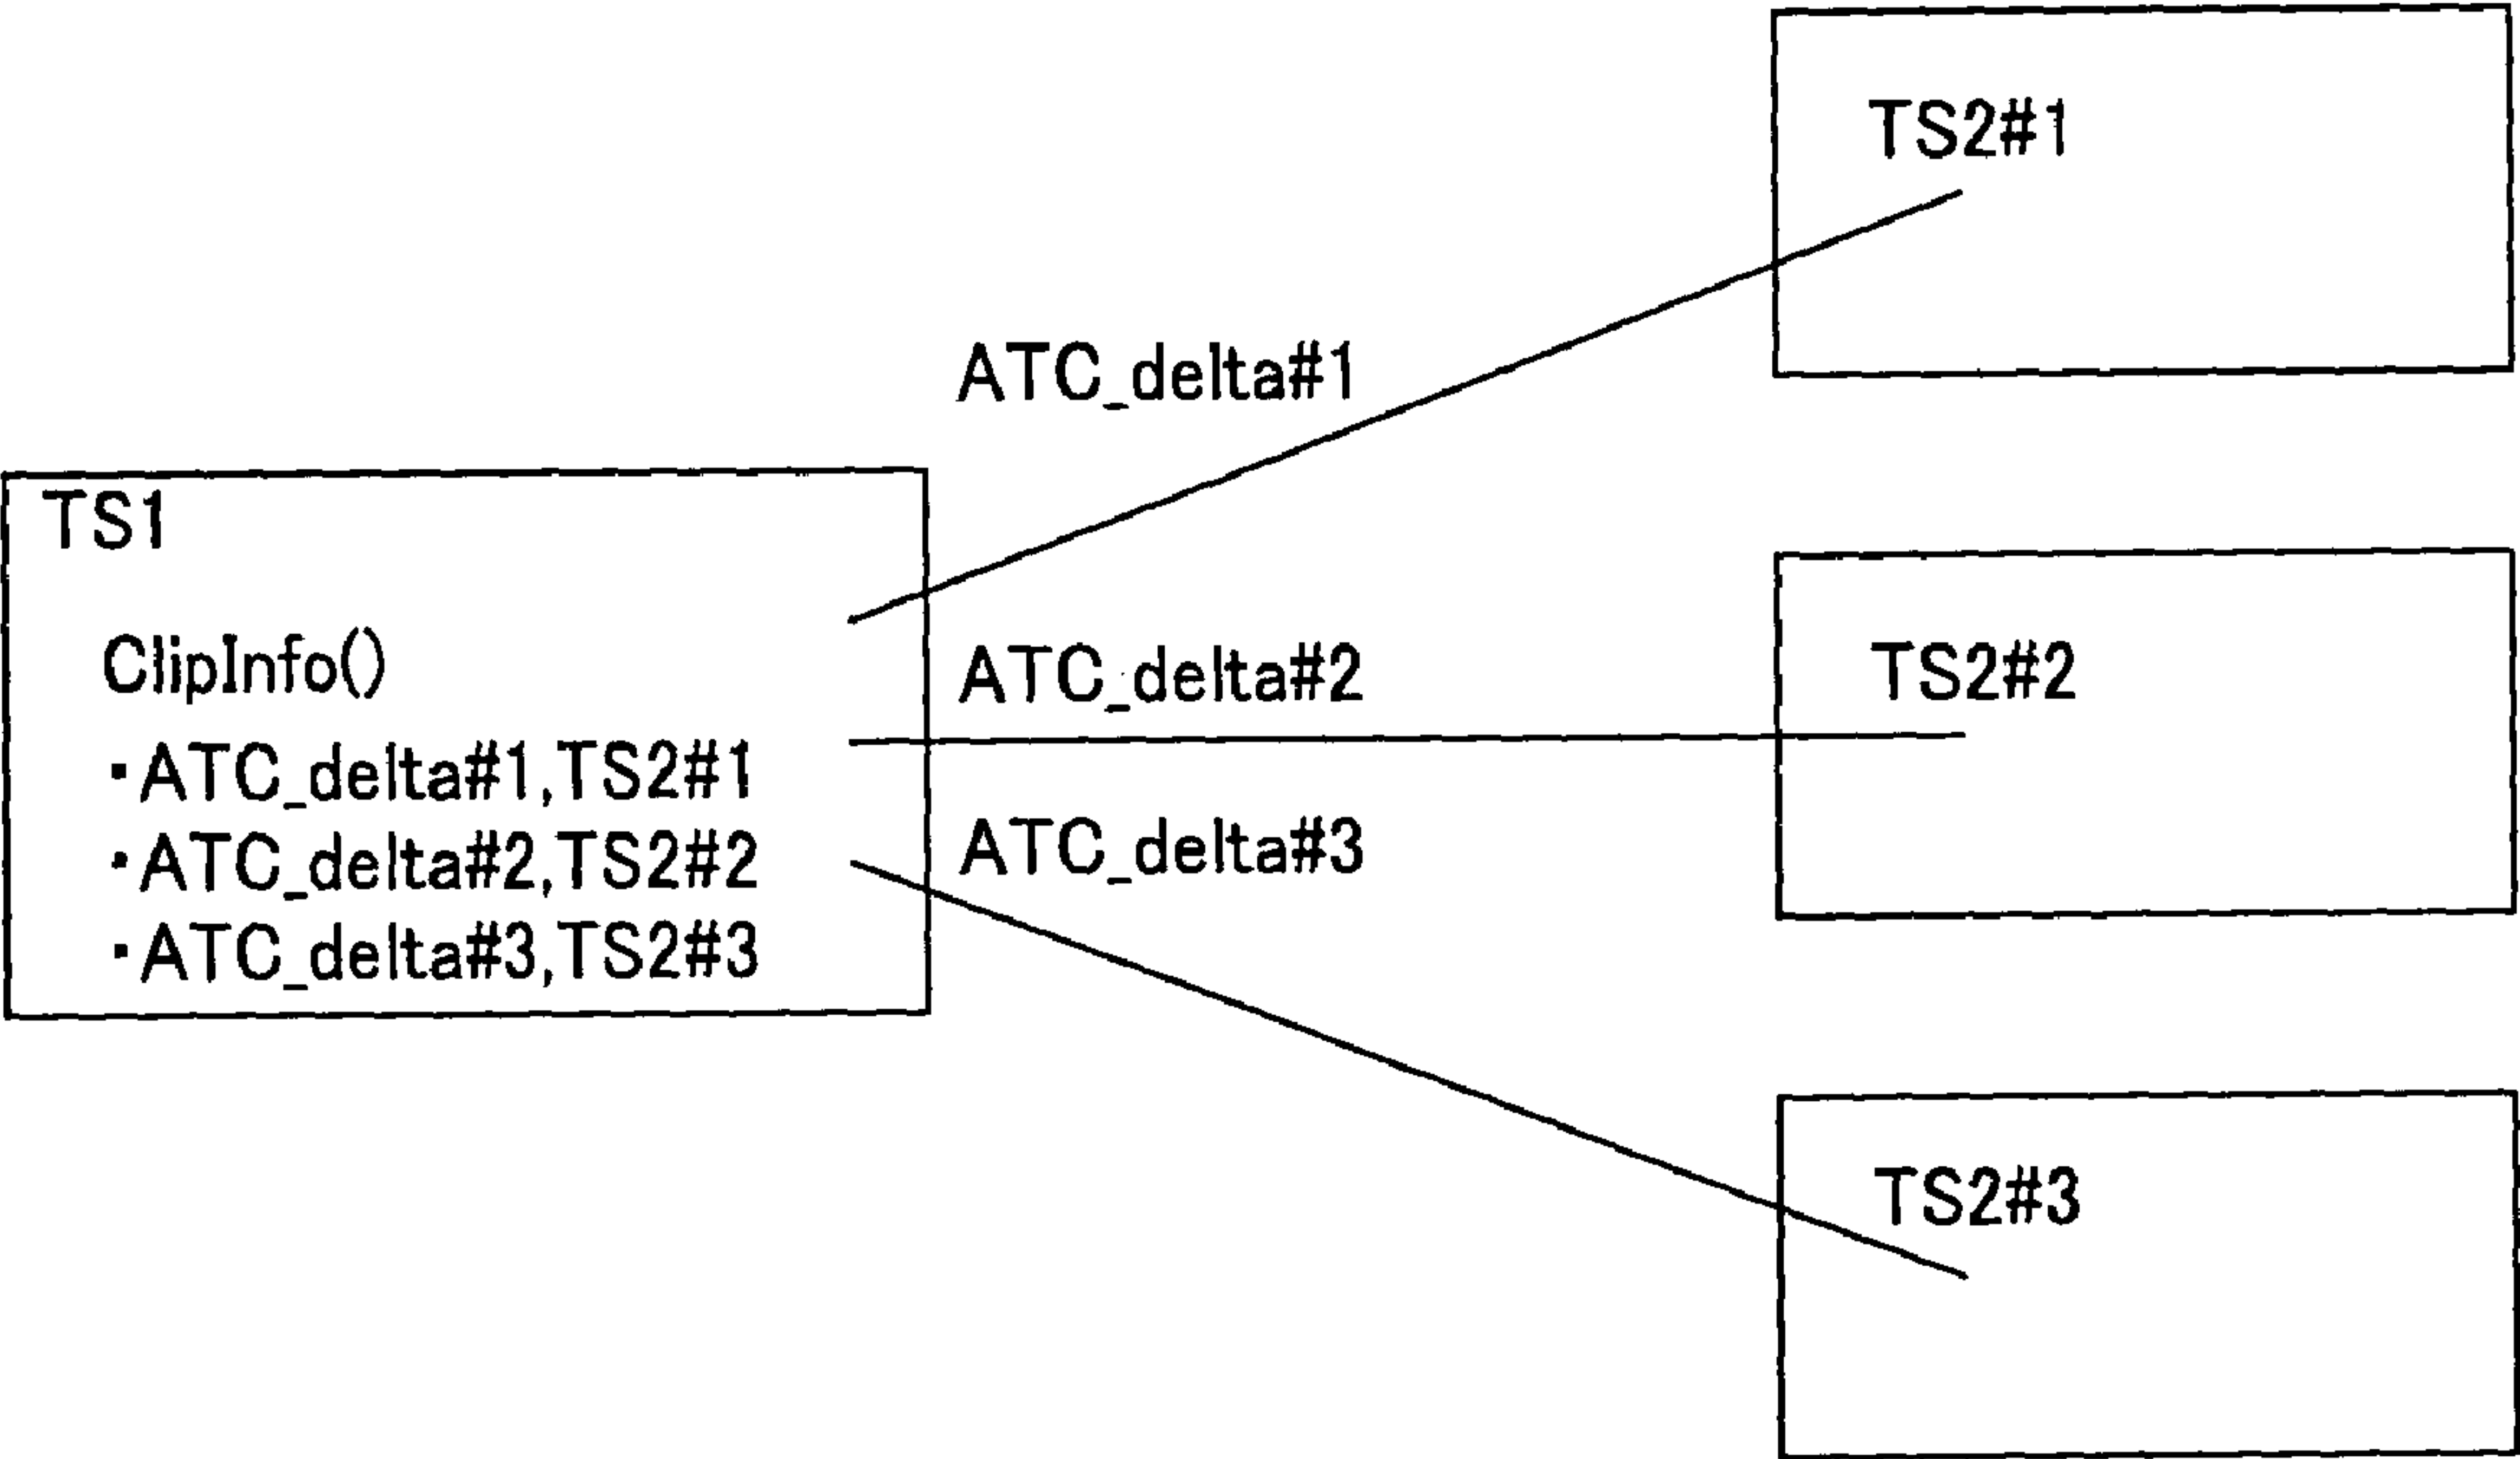 TS2#1
ATC_delta#1
TS1
ClipInfo()
ATC_delta#2
TS2#2
▪ATC_delta#1,TS2#1
▪ATC_delta#2,TS2#2
ATC_delta#3
▪ATC_delta#3,TS2#3
TS2#3